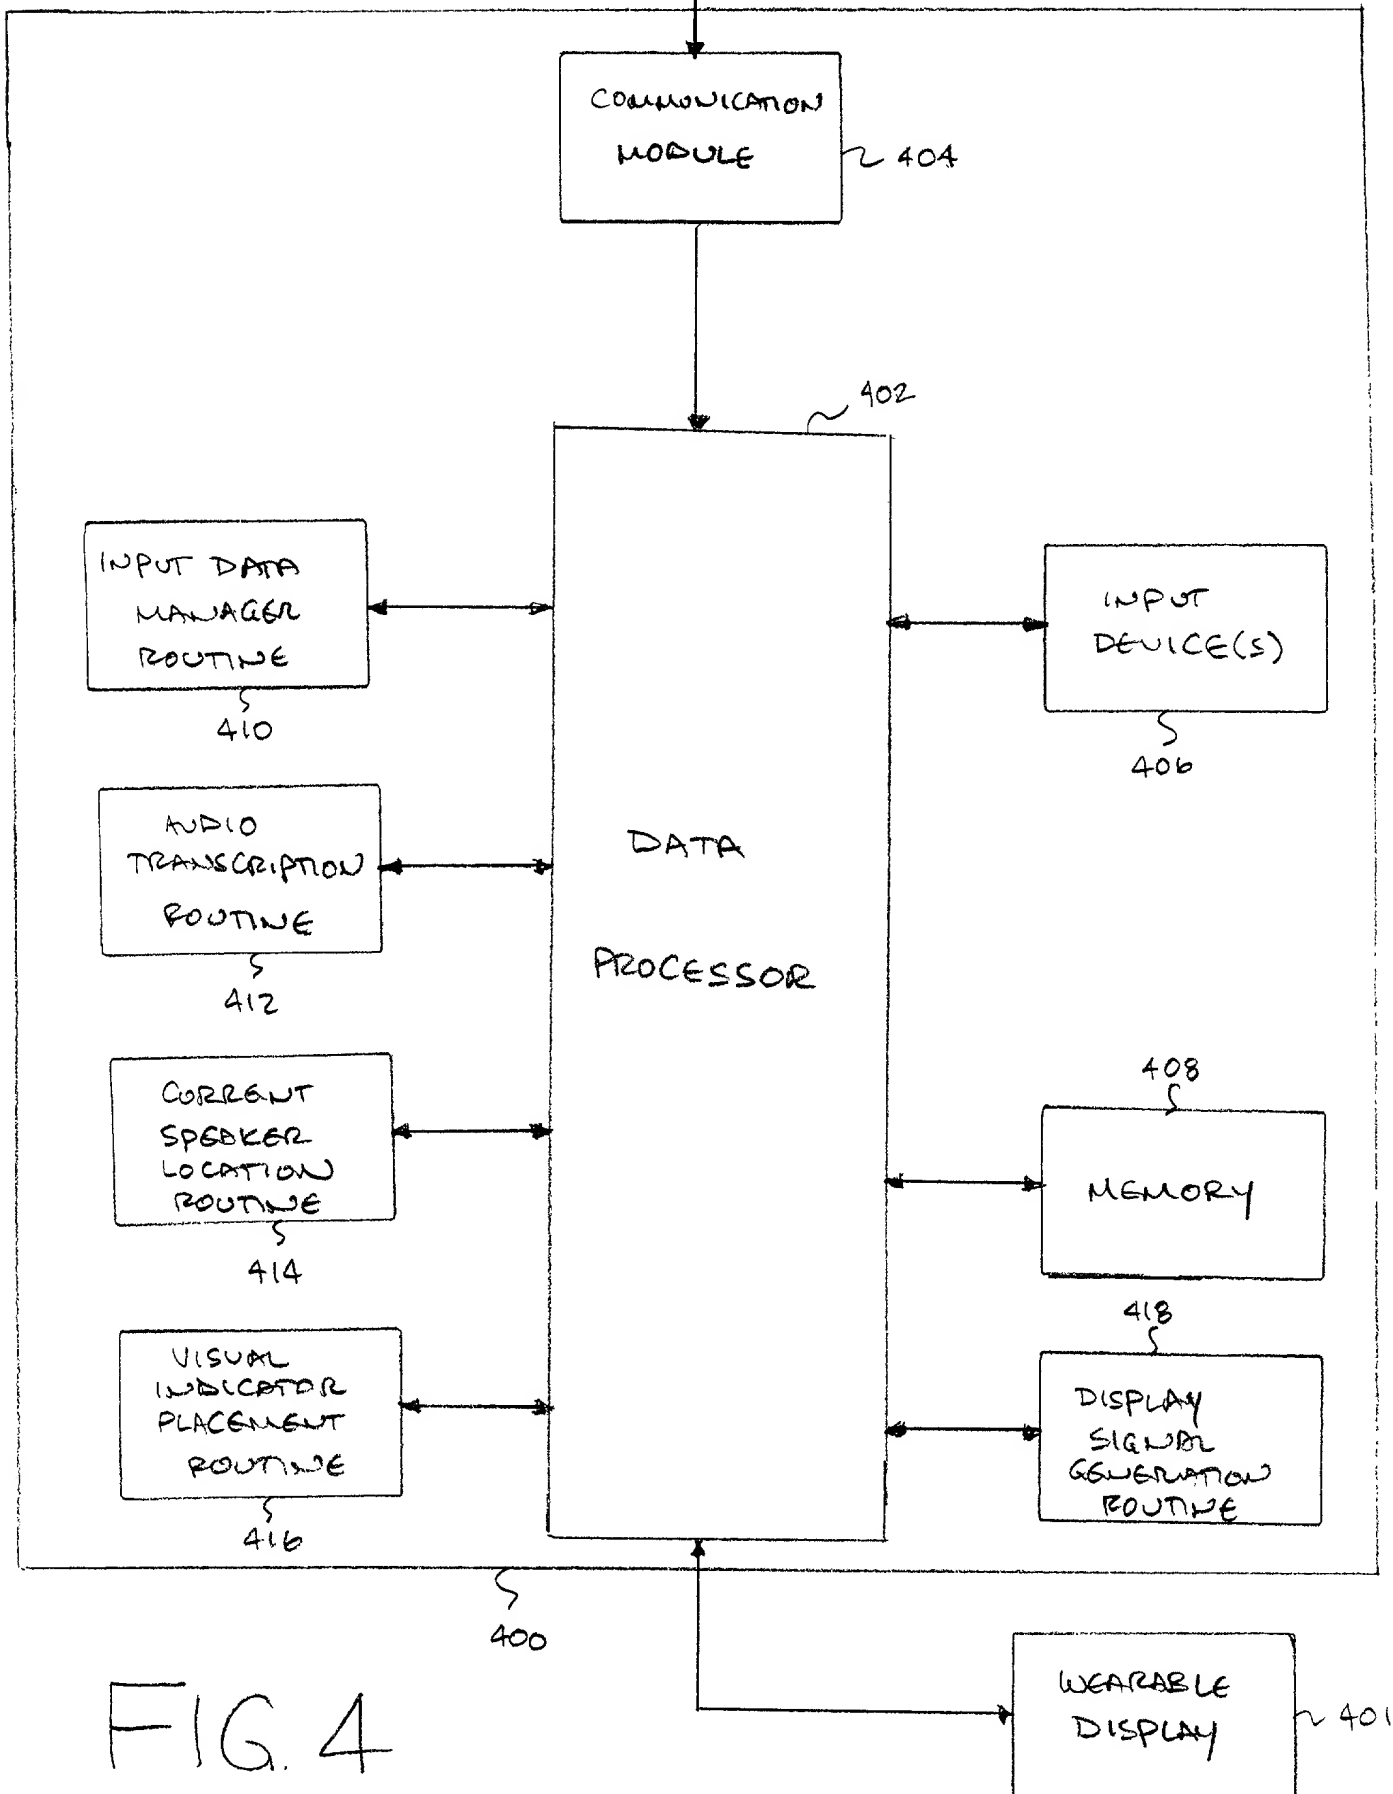 COMMUNICATION
MODULE
404
402
INPUT DATA
MANAGER
ROUTINE
410
INPUT
DEVICE(S)
406
AUDIO
TRANSCRIPTION
ROUTINE
412
DATA
PROCESSOR
CURRENT
SPEAKER
LOCATION
ROUTINE
414
408
MEMORY
VISUAL
INDICATOR
PLACEMENT
ROUTINE
416
418
DISPLAY
SIGNAL
GENERATION
ROUTINE
400
WEARABLE
DISPLAY
401
FIG. 4